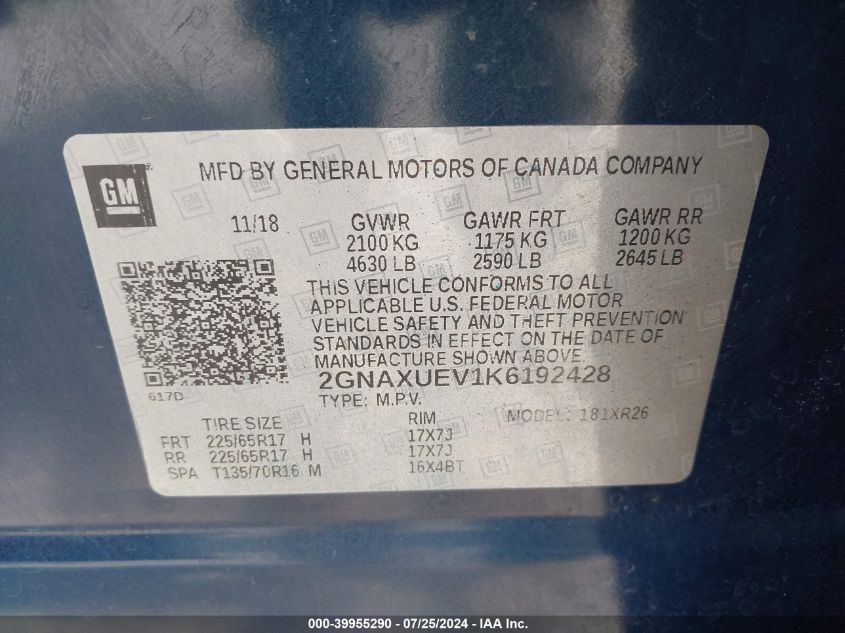 GM
MFD BY GENERAL MOTORS OF CANADA COMPANY
11/18 GVWR GAWR FRT GAWR RR
2100 KG 1175 KG 1200 KG
4630 LB 2590 LB 2645 LB
THIS VEHICLE CONFORMS TO ALL
APPLICABLE U.S. FEDERAL MOTOR
VEHICLE SAFETY AND THEFT PREVENTION
STANDARDS IN EFFECT ON THE DATE OF
MANUFACTURE SHOWN ABOVE.
2GNAXUEV1K6192428
617D
TYPE: M.P.V. MODEL: 181XR26
TIRE SIZE RIM
FRT 225/65R17 H 17X7J
RR 225/65R17 H 17X7J
SPA T135/70R16 M 16X4BT
000-39955290 - 07/25/2024 - IAA, Inc.